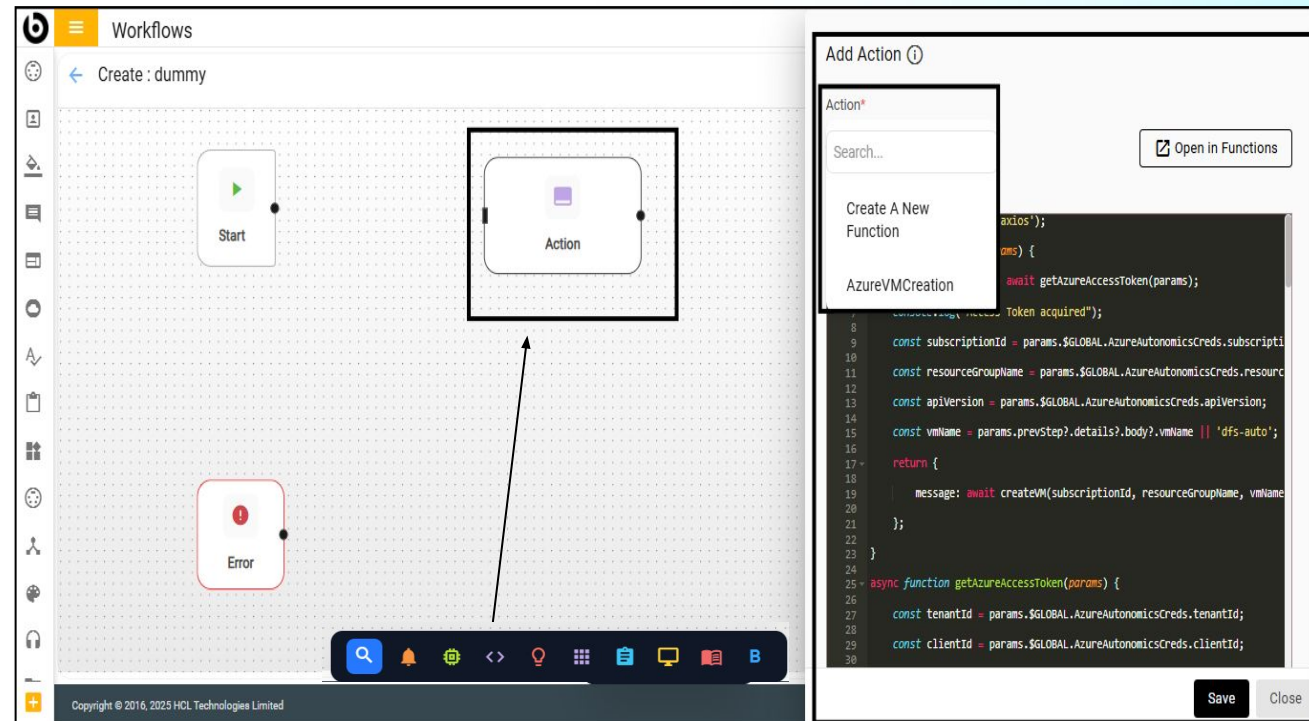 Workflows
Create : dummy
Start
Action
Error
B
Copyright © 2016, 2025 HCL Technologies Limited
Add Action
Action*
Search...
Open in Functions
Create A New
Function
AzureVMCreation
axios');
) {
await getAzureAccessToken(params);
7 Token acquired");
8
9 const subscriptionId = params.$GLOBAL.AzureAutonomicsCreds.subscripti
10
11 const resourceGroupName = params.$GLOBAL.AzureAutonomicsCreds.resourc
12
13 const apiVersion = params.$GLOBAL.AzureAutonomicsCreds.apiVersion;
14
15 const vmName = params.prevStep?.details?.body?.vmName || 'dfs-auto';
16
17 return {
18
19 message: await createVM(subscriptionId, resourceGroupName, vmName
20
21 };
22
23 }
24
25 async function getAzureAccessToken(params) {
26
27 const tenantId = params.$GLOBAL.AzureAutonomicsCreds.tenantId;
28
29 const clientId = params.$GLOBAL.AzureAutonomicsCreds.clientId;
30
Save Close